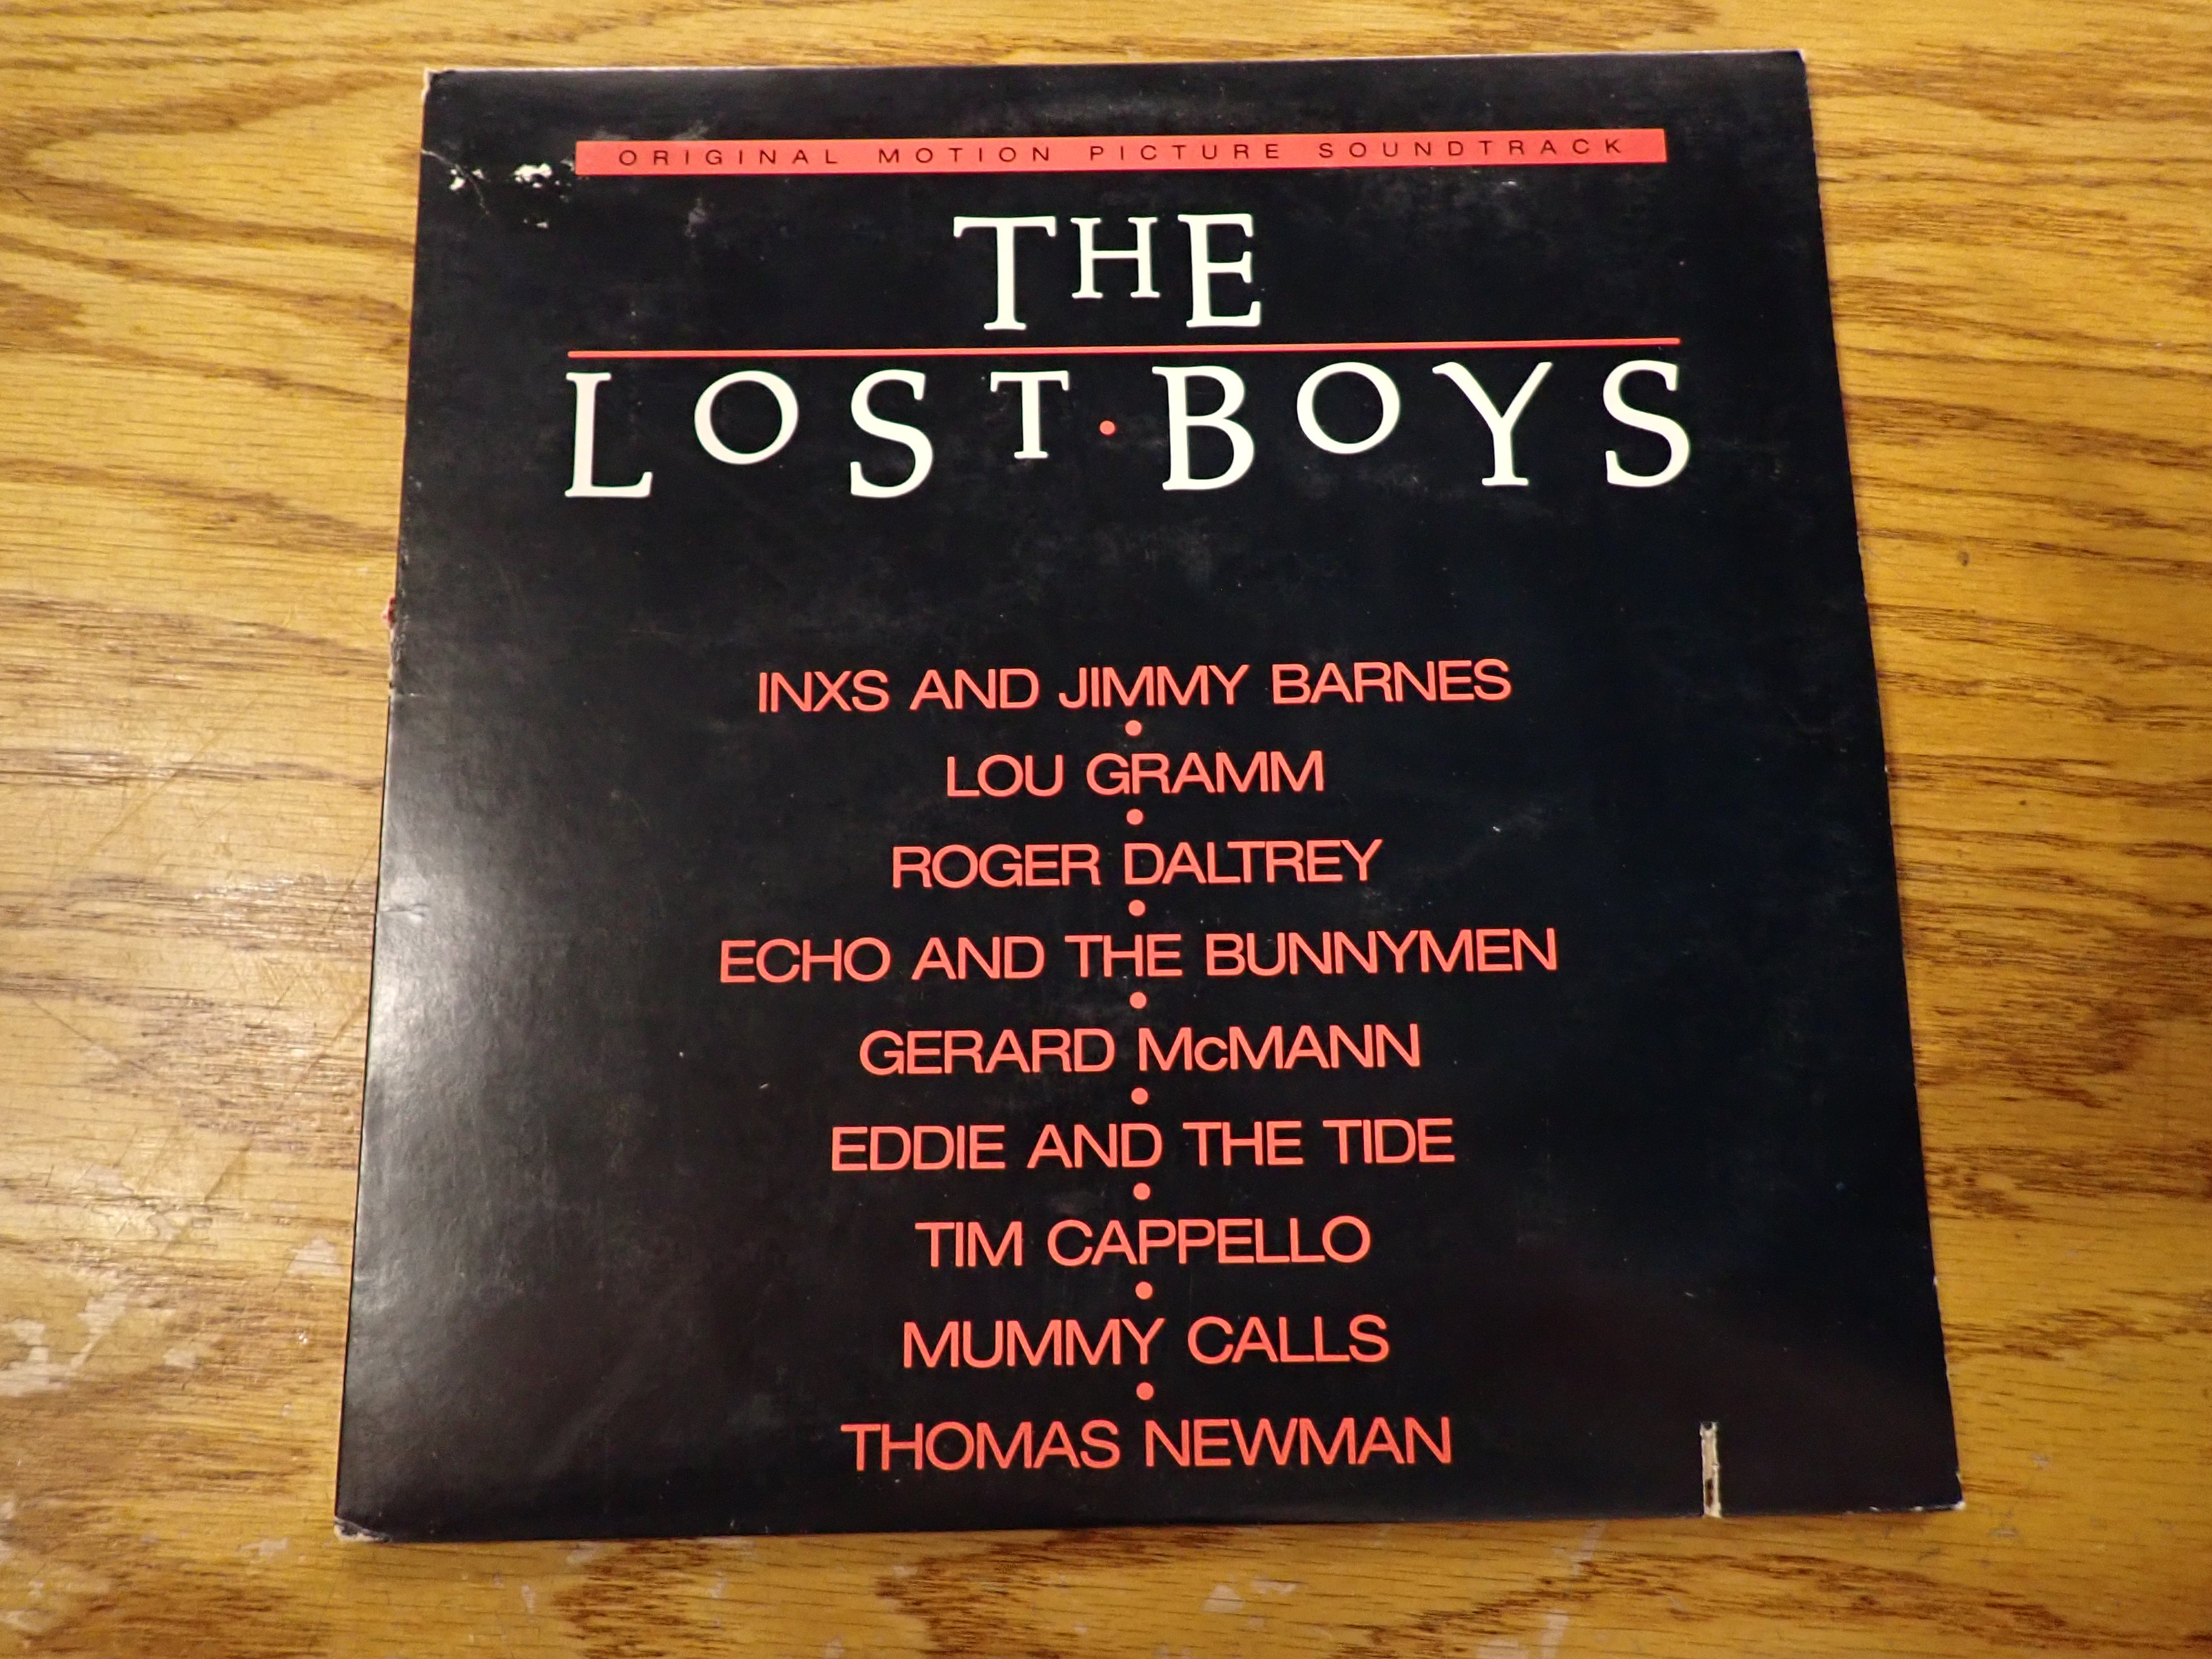 ORIGINAL MOTION PICTURE SOUNDTRACK
THE
LOST·BOYS
INXS AND JIMMY BARNES
LOU GRAMM
ROGER DALTREY
ECHO AND THE BUNNYMEN
GERARD McMANN
EDDIE AND THE TIDE
TIM CAPPELLO
MUMMY CALLS
THOMAS NEWMAN